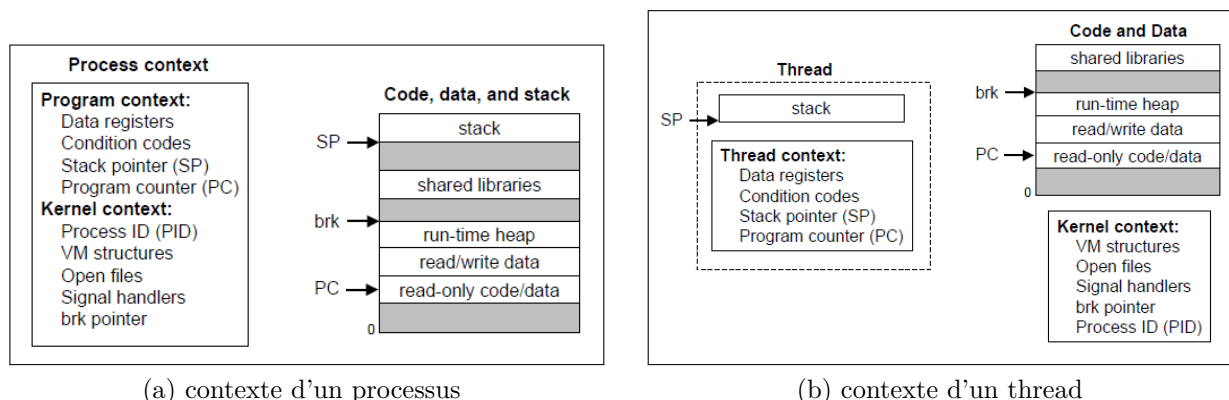 Process context
Program context:
Data registers
Condition codes
Stack pointer (SP)
Program counter (PC)
Kernel context:
Process ID (PID)
VM structures
Open files
Signal handlers
brk pointer
Code, data, and stack
SP
stack
shared libraries
brk
run-time heap
read/write data
PC
read-only code/data
0
(a) contexte d'un processus
Thread
SP
stack
Thread context:
Data registers
Condition codes
Stack pointer (SP)
Program counter (PC)
Code and Data
shared libraries
brk
run-time heap
read/write data
PC
read-only code/data
0
Kernel context:
VM structures
Open files
Signal handlers
brk pointer
Process ID (PID)
(b) contexte d'un thread